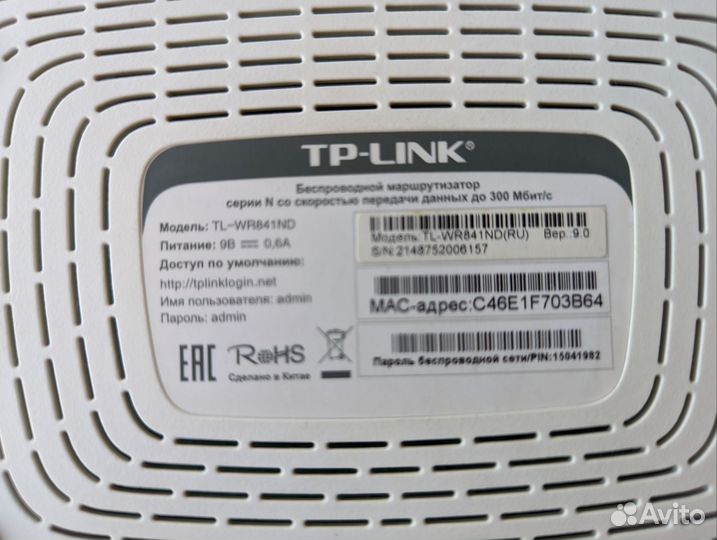 TP-LINK®
Беспроводной маршрутизатор
серии N со скоростью передачи данных до 300 Мбит/с
Модель: TL-WR841ND
Питание: 9В ⎓ 0,6А
Доступ по умолчанию:
http://tplinklogin.net
Имя пользователя: admin
Пароль: admin
EAC RoHS
Сделано в Китае
Модель:TL-WR841ND(RU) Вер.:9.0
S/N:2148752006157
MAC-адрес:C46E1F703B64
Пароль беспроводной сети/PIN:15041982
Avito